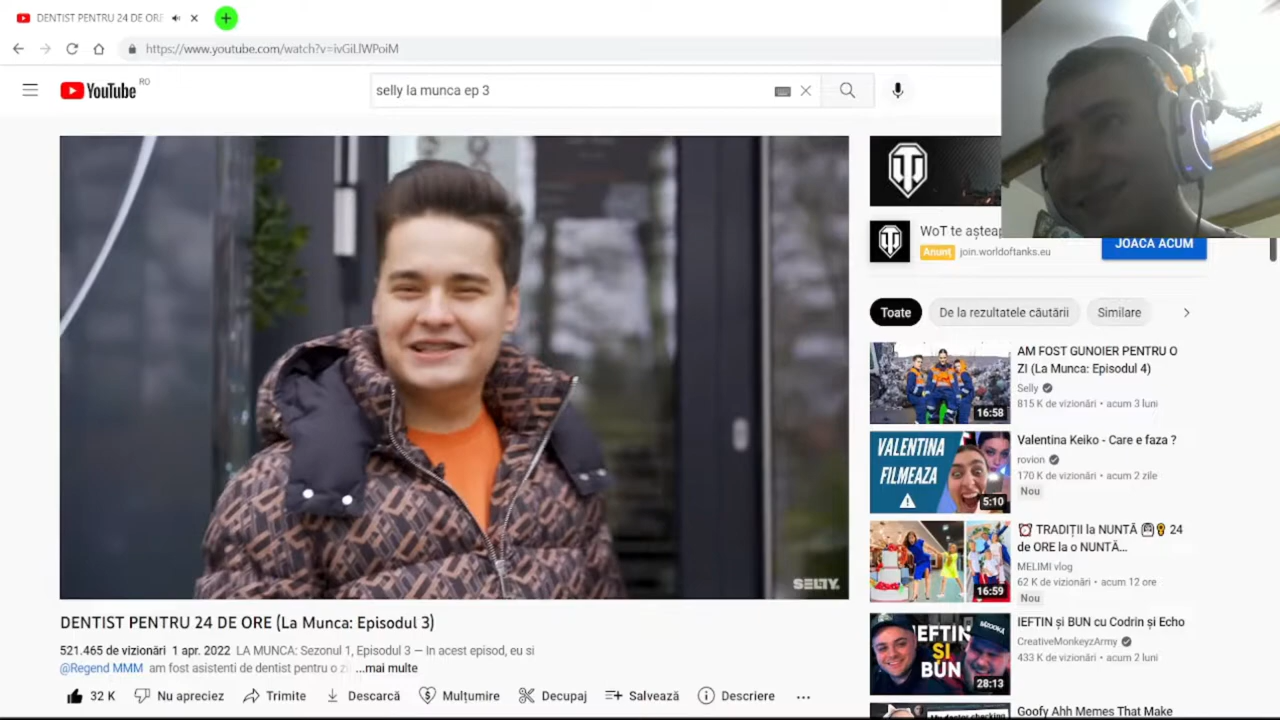 DENTIST PENTRU 24 DE ORE
https://www.youtube.com/watch?v=ivGiLlWPoiM
YouTube RO
selly la munca ep 3
SELTY.
WoT te așteap
Anunț join.worldoftanks.eu
JOACĂ ACUM
Toate
De la rezultatele căutării
Similare
AM FOST GUNOIER PENTRU O
ZI (La Munca: Episodul 4)
Selly
815 K de vizionări • acum 3 luni
16:58
VALENTINA
FILMEAZA
5:10
Valentina Keiko - Care e faza ?
rovion
170 K de vizionări • acum 2 zile
Nou
TRADIȚII la NUNTĂ 24
de ORE la o NUNTĂ...
MELIMI vlog
62 K de vizionări • acum 12 ore
Nou
16:59
IEFTIN
ȘI
BUN
28:13
IEFTIN și BUN cu Codrin și Echo
CreativeMonkeyzArmy
433 K de vizionări • acum 2 luni
Goofy Ahh Memes That Make
DENTIST PENTRU 24 DE ORE (La Munca: Episodul 3)
521.465 de vizionări 1 apr. 2022 LA MUNCA: Sezonul 1, Episodul 3 — În acest episod, eu si
@Regend MMM am fost asistenti de dentist pentru o zi ...mai multe
32 K
Nu apreciez
Descarcă
Mulțumire
Decupaj
Salvează
Descriere